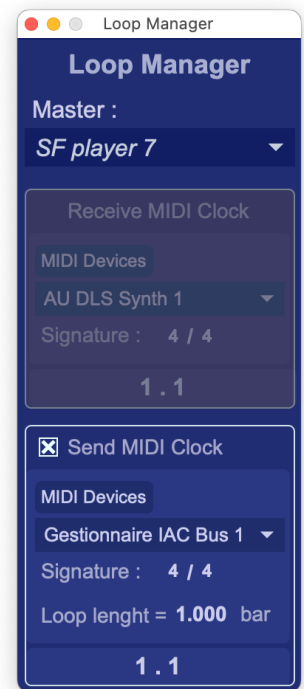 Loop Manager
Loop Manager
Master :
SF player 7
Receive MIDI Clock
MIDI Devices
AU DLS Synth 1
Signature : 4 / 4
1 . 1
Send MIDI Clock
MIDI Devices
Gestionnaire IAC Bus 1
Signature : 4 / 4
Loop lenght = 1.000 bar
1 . 1